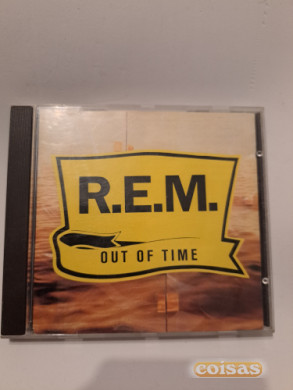 R.E.M.
OUT OF TIME
coisas